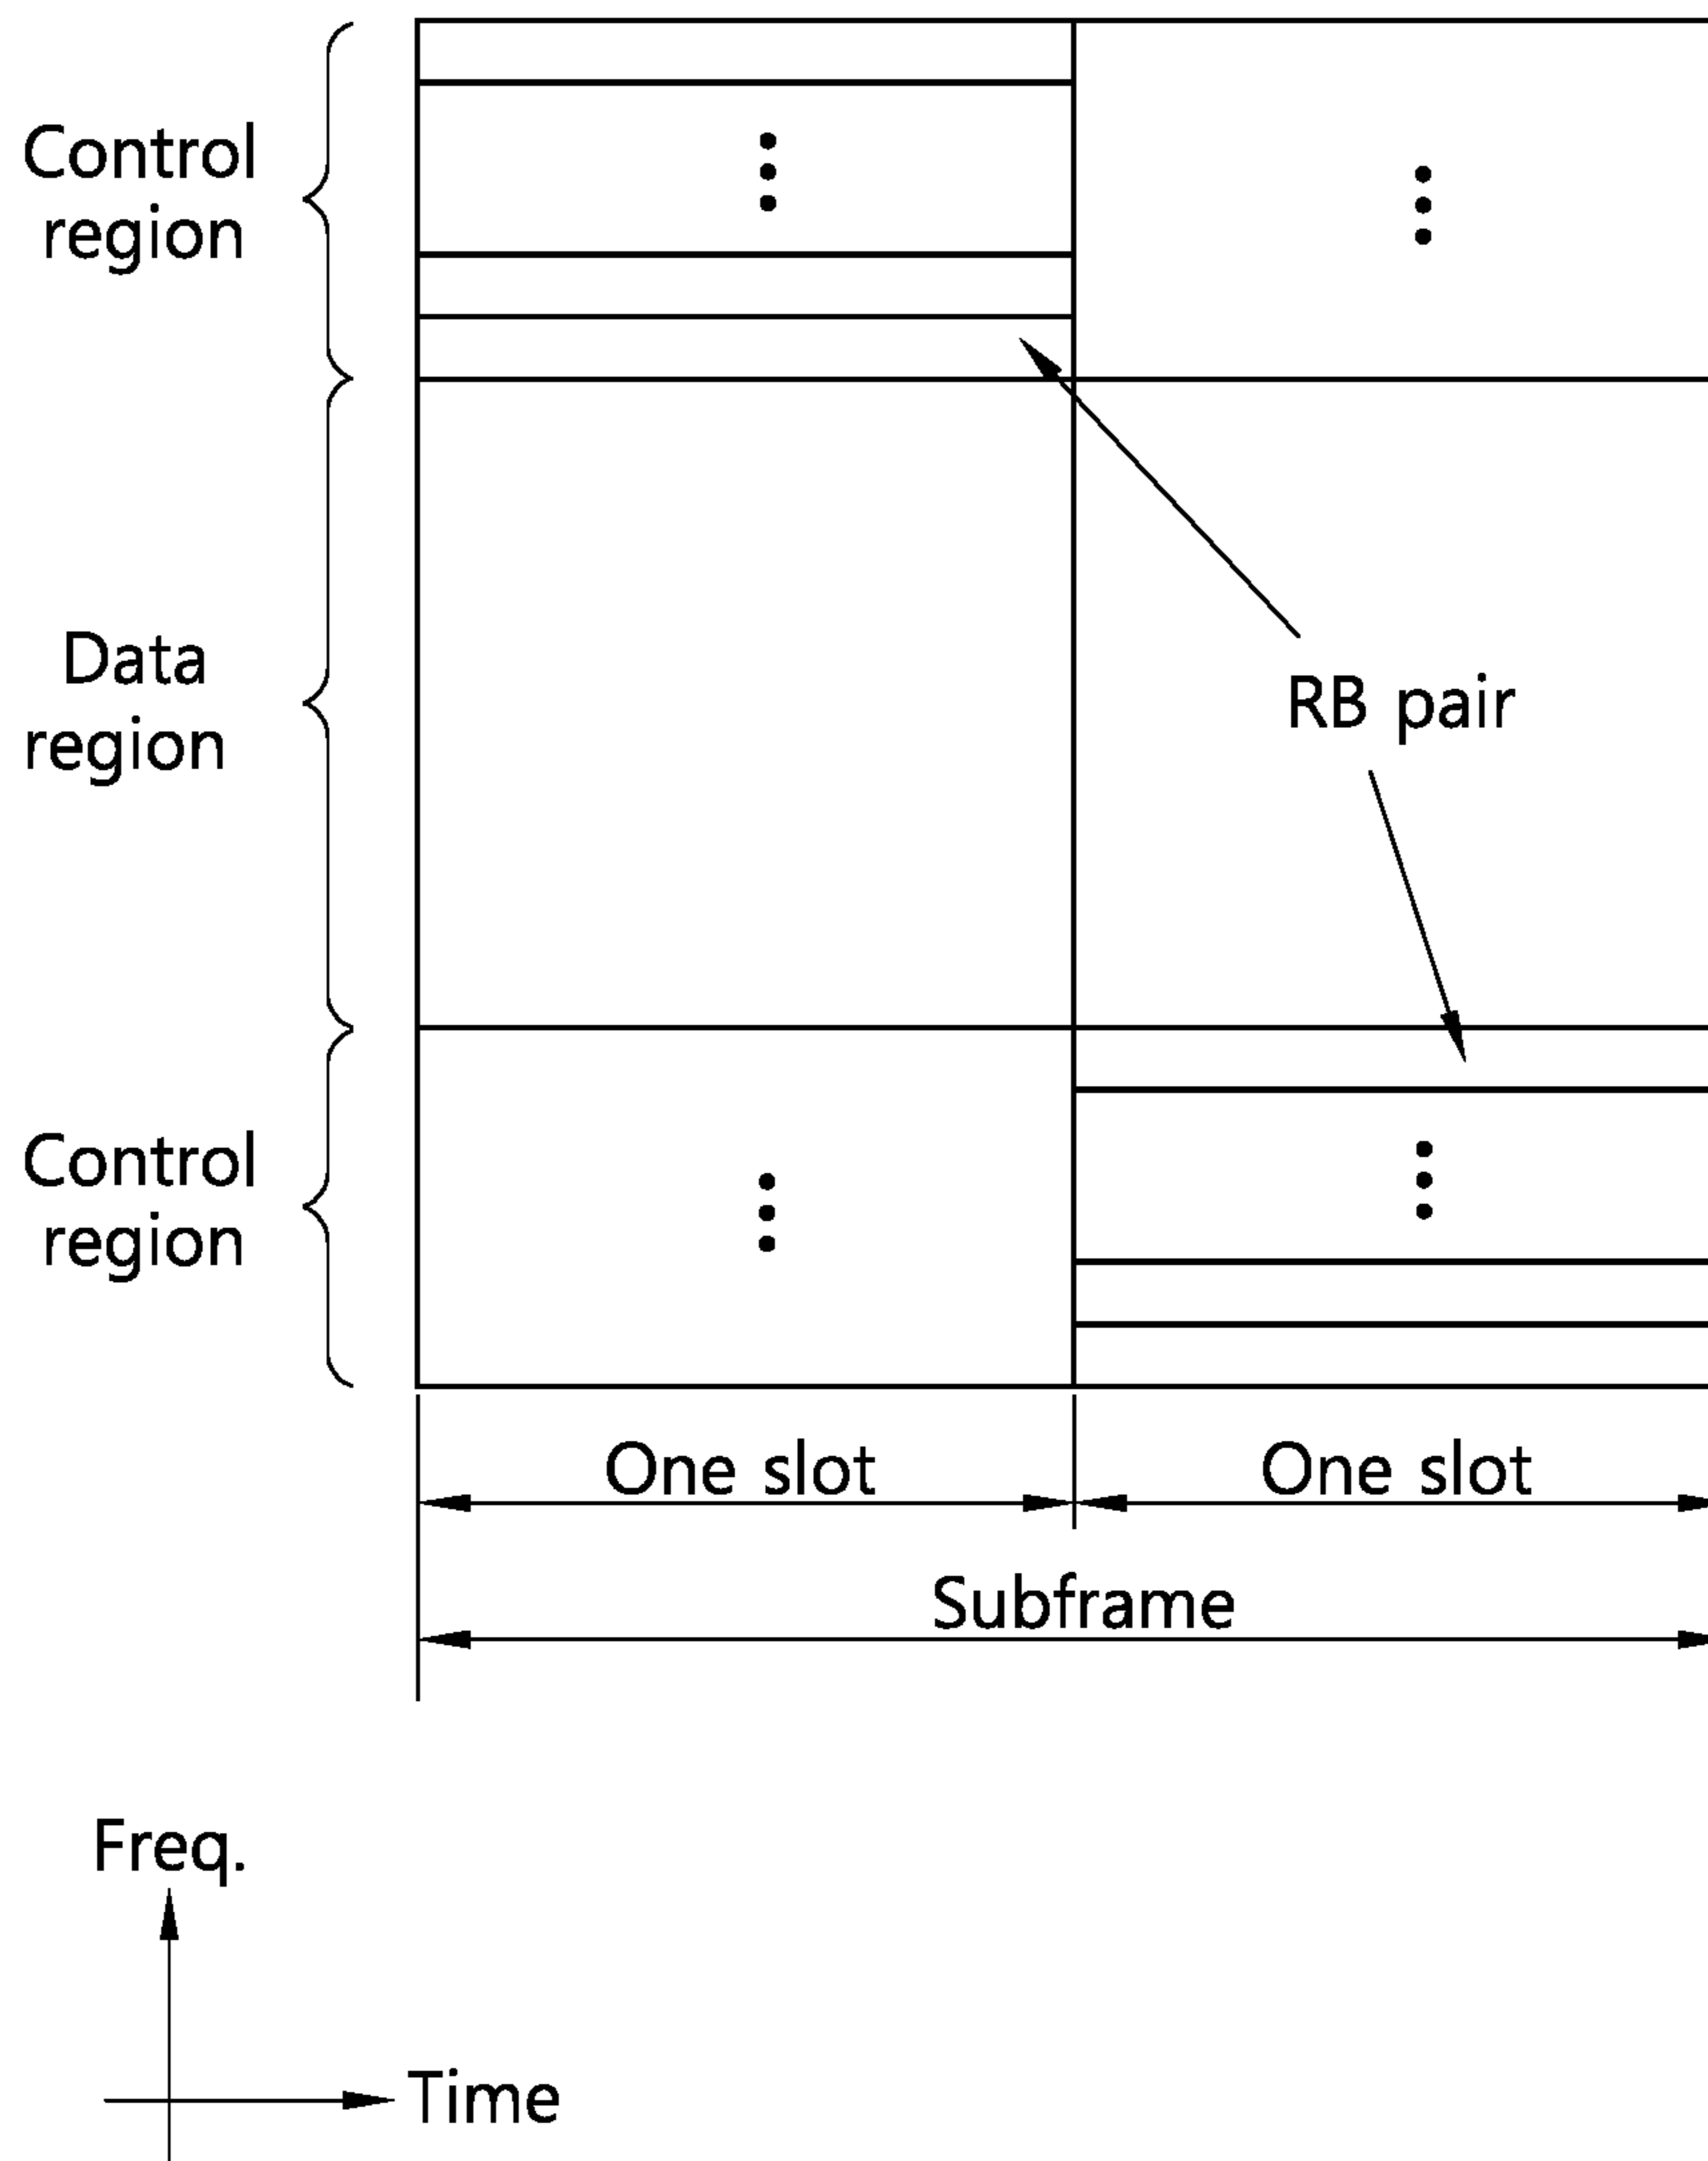 Control
region
Data
region
RB pair
Control
region
One slot
One slot
Subframe
Freq.
Time